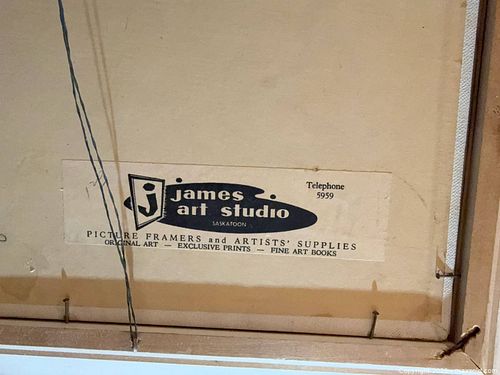 j
james
art studio
SASKATOON
Telephone
5959
PICTURE FRAMERS and ARTISTS' SUPPLIES
ORIGINAL ART — EXCLUSIVE PRINTS — FINE ART BOOKS